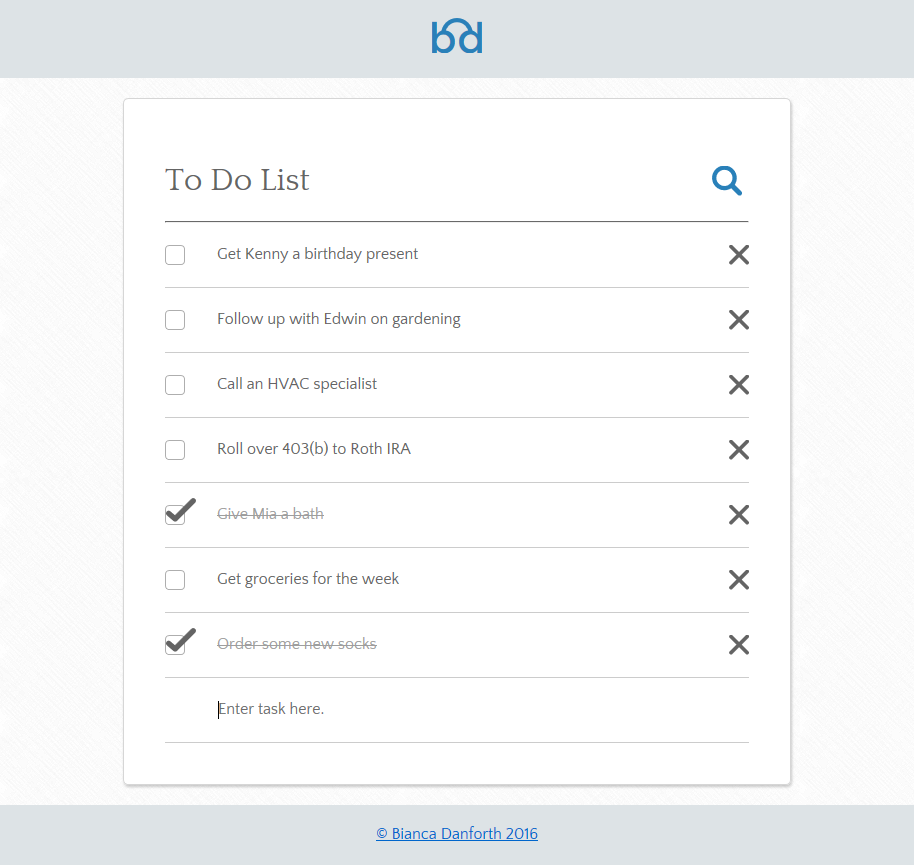 bd
To Do List
Get Kenny a birthday present
Follow up with Edwin on gardening
Call an HVAC specialist
Roll over 403(b) to Roth IRA
Give Mia a bath
Get groceries for the week
Order some new socks
Enter task here.
© Bianca Danforth 2016